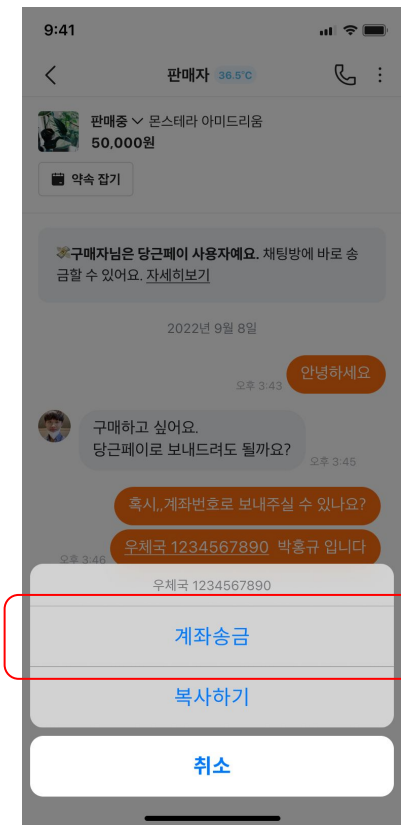 9:41
판매자 36.5°C
판매중 몬스테라 아미드리움
50,000원
약속 잡기
구매자님은 당근페이 사용자예요. 채팅방에 바로 송
금할 수 있어요. 자세히보기
2022년 9월 8일
안녕하세요
오후 3:43
구매하고 싶어요.
당근페이로 보내드려도 될까요?
오후 3:45
혹시,,계좌번호로 보내주실 수 있나요?
우체국 1234567890 박홍규 입니다
오후 3:46
우체국 1234567890
계좌송금
복사하기
취소